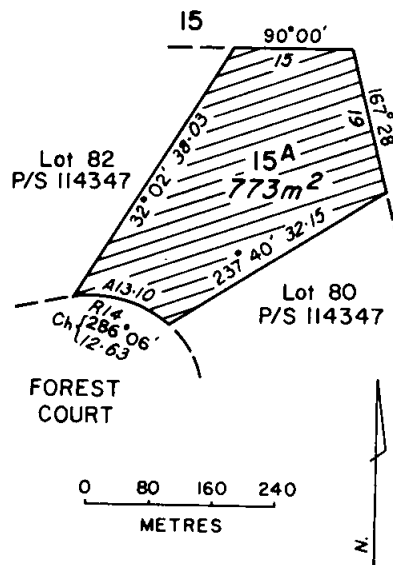 15
90°00'
15
167°28
19
Lot 82
P/S 114347
32°02' 38·03
15A
773m²
237°40' 32·15
Lot 80
P/S 114347
A13·10
R14
Ch { 286°06'
12·63
FOREST
COURT
0 80 160 240
METRES
N.